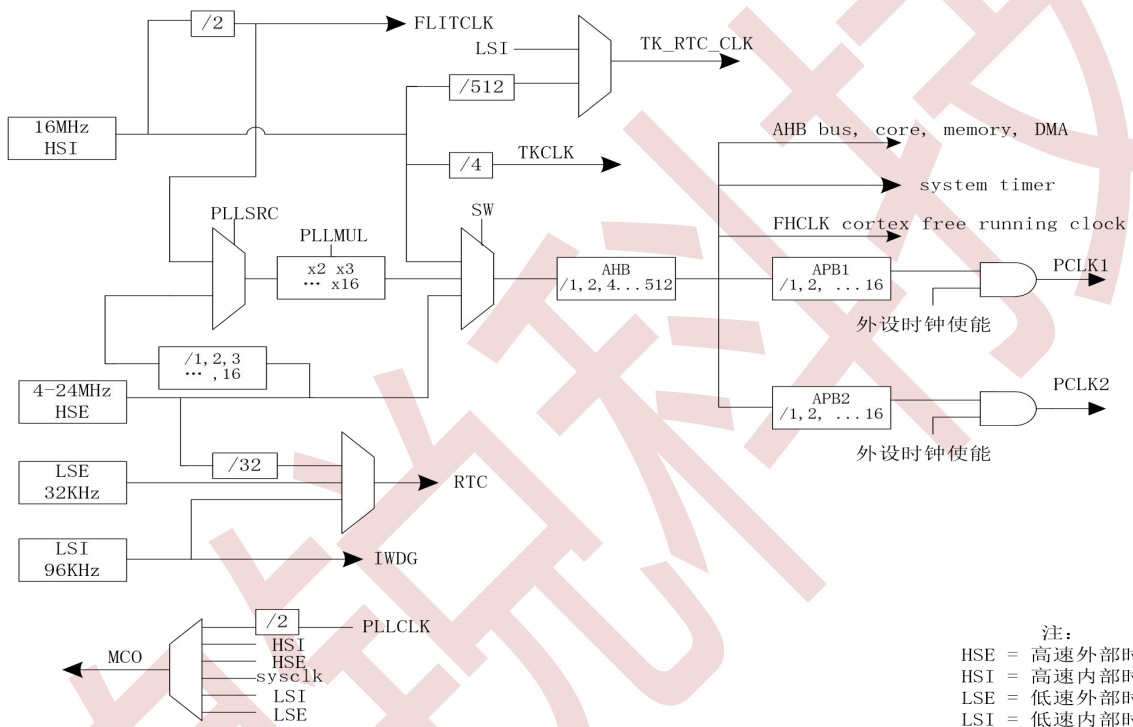 /2
FLITCLK
LSI
TK_RTC_CLK
/512
16MHz
HSI
AHB bus, core, memory, DMA
/4
TKCLK
system timer
PLLSRC
SW
FHCLK cortex free running clock
PLLMUL
x2 x3
... x16
AHB
/1,2,4...512
APB1
/1,2, ...16
PCLK1
外设时钟使能
/1,2,3
... ,16
4-24MHz
HSE
APB2
/1,2, ...16
PCLK2
外设时钟使能
/32
LSE
32KHz
RTC
LSI
96KHz
IWDG
/2
PLLCLK
HSI
HSE
MCO
sysclk
LSI
LSE
注:
HSE = 高速外部时
HSI = 高速内部时
LSE = 低速外部时
LSI = 低速内部时